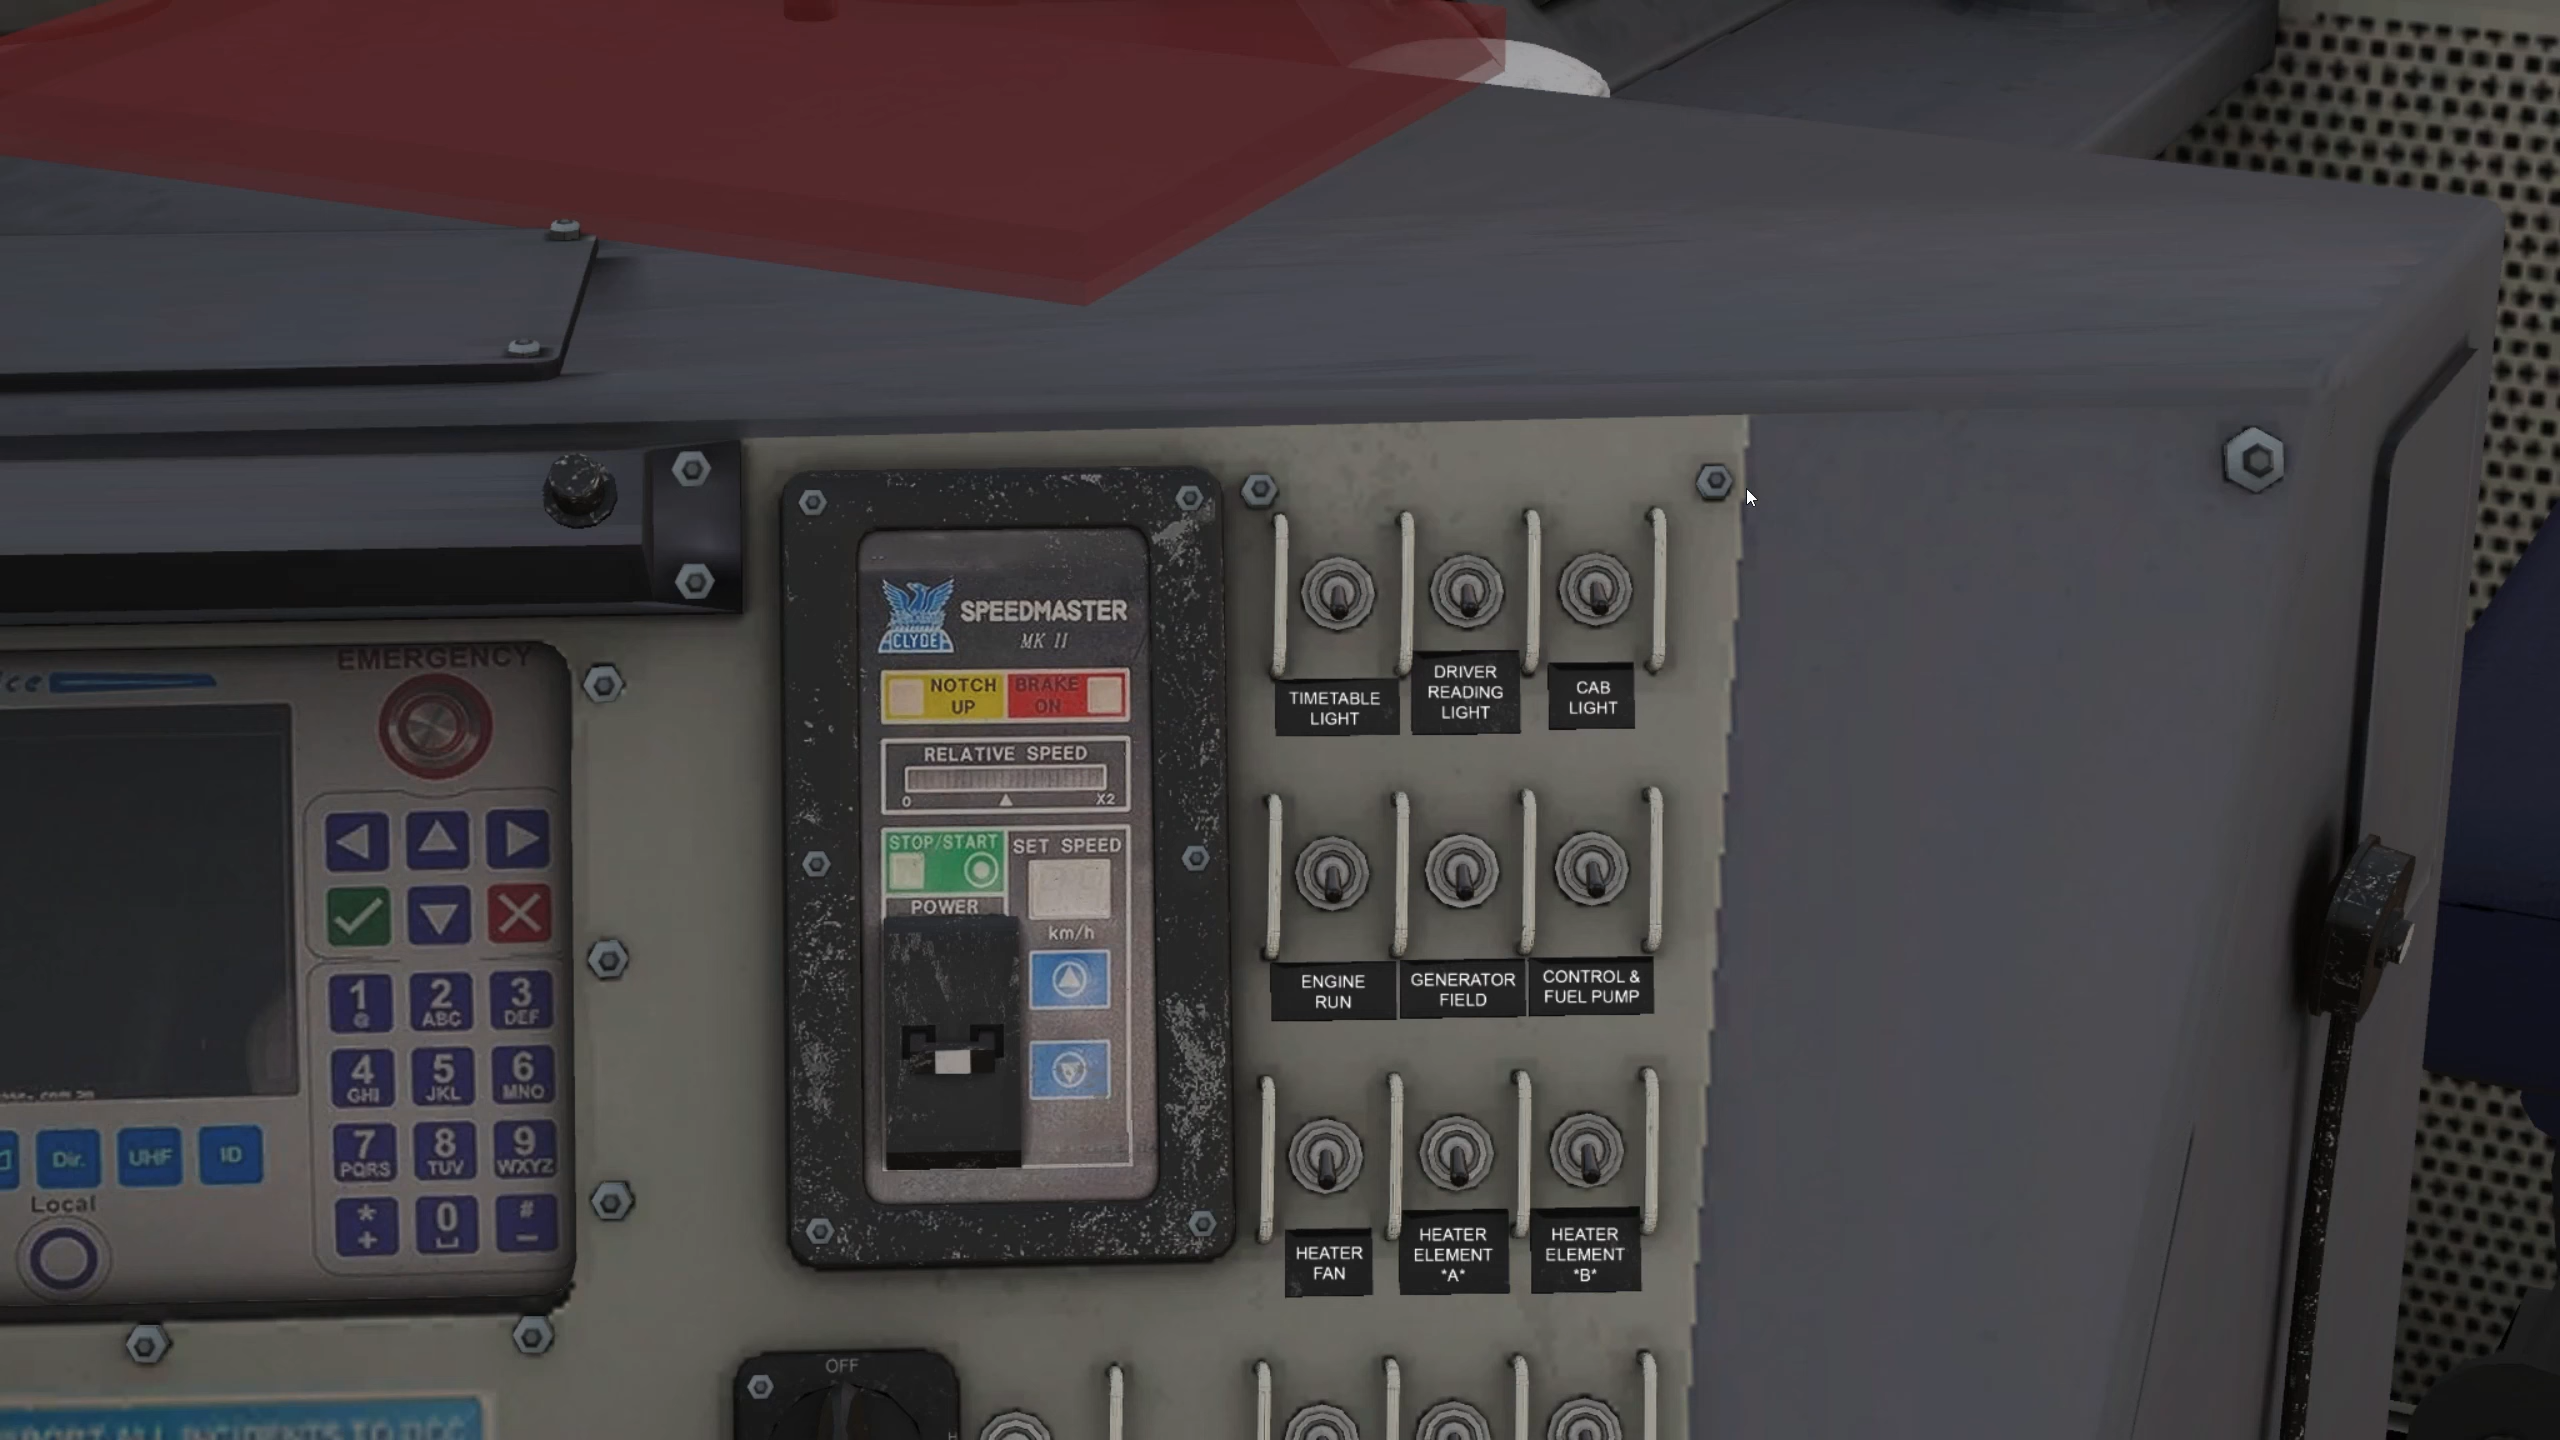 EMERGENCY
1
@
2
ABC
3
DEF
4
GHI
5
JKL
6
MNO
7
PQRS
8
TUV
9
WXYZ
*
+
0
#
-
Dir.
UHF
ID
Local
CLYDE
SPEEDMASTER
MK II
NOTCH
UP
BRAKE
ON
RELATIVE SPEED
0
X2
STOP/START
SET SPEED
POWER
km/h
TIMETABLE
LIGHT
DRIVER
READING
LIGHT
CAB
LIGHT
ENGINE
RUN
GENERATOR
FIELD
CONTROL &
FUEL PUMP
HEATER
FAN
HEATER
ELEMENT
*A*
HEATER
ELEMENT
*B*
OFF
ALL INCIDENTS TO